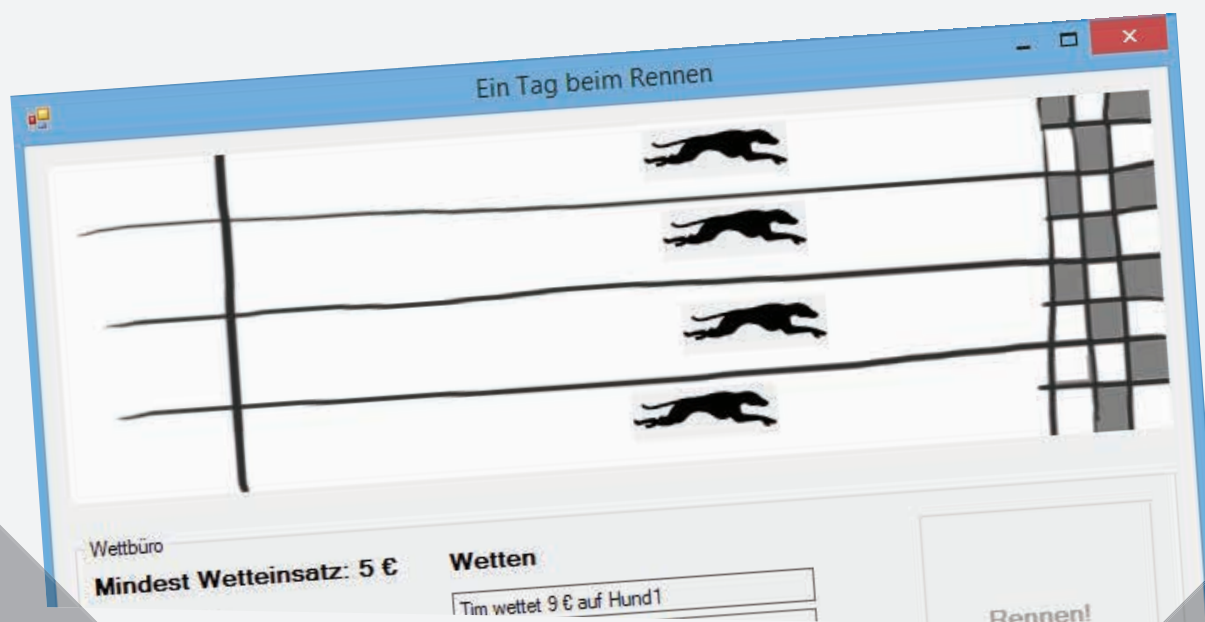 Ein Tag beim Rennen
Wettbüro
Mindest Wetteinsatz: 5 €
Wetten
Tim wettet 9 € auf Hund1
Rennen!